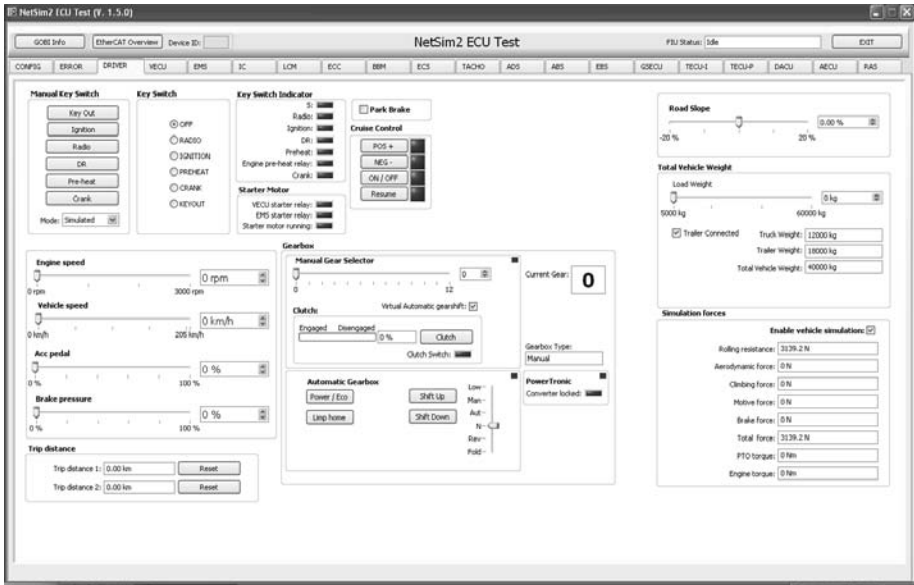 NetSim2 ECU Test (V. 1.5.0)
GOBI Info EtherCAT Overview Device ID: NetSim2 ECU Test FIU Status: Idle EXIT
CONFIG ERROR DRIVER VECU EMS IC LCM ECC BBM ECS TACHO ADS ABS EBS GSECU TECU-I TECU-P DACU AECU RAS
Manual Key Switch
Key Out
Ignition
Radio
DR
Pre-heat
Crank
Mode: Simulated
Key Switch
OFF
RADIO
IGNITION
PREHEAT
CRANK
KEYOUT
Key Switch Indicator
S:
Radio:
Ignition:
DR:
Preheat:
Engine pre-heat relay:
Crank:
Starter Motor
VECU starter relay:
EMS starter relay:
Starter motor running:
Park Brake
Cruise Control
POS +
NEG -
ON / OFF
Resume
Road Slope
0.00 %
-20 % 20 %
Total Vehicle Weight
Load Weight
0 kg
5000 kg 60000 kg
Trailer Connected Truck Weight: 12000 kg
Trailer Weight: 18000 kg
Total Vehicle Weight: 40000 kg
Engine speed
0 rpm
0 rpm 3000 rpm
Vehicle speed
0 km/h
0 km/h 205 km/h
Acc pedal
0 %
0 % 100 %
Brake pressure
0 %
0 % 100 %
Trip distance
Trip distance 1: 0.00 km Reset
Trip distance 2: 0.00 km Reset
Gearbox
Manual Gear Selector
0
0 12
Virtual Automatic gearshift:
Clutch:
Engaged Disengaged
0 % Clutch
Clutch Switch:
Current Gear: 0
Gearbox Type:
Manual
Automatic Gearbox
Power / Eco Shift Up
Limp home Shift Down
Low
Man
Aut
N
Rev
Fold
PowerTronic
Converter locked:
Simulation forces
Enable vehicle simulation:
Rolling resistance: 3139.2 N
Aerodynamic force: 0 N
Climbing force: 0 N
Motive force: 0 N
Brake force: 0 N
Total force: 3139.2 N
PTO torque: 0 Nm
Engine torque: 0 Nm